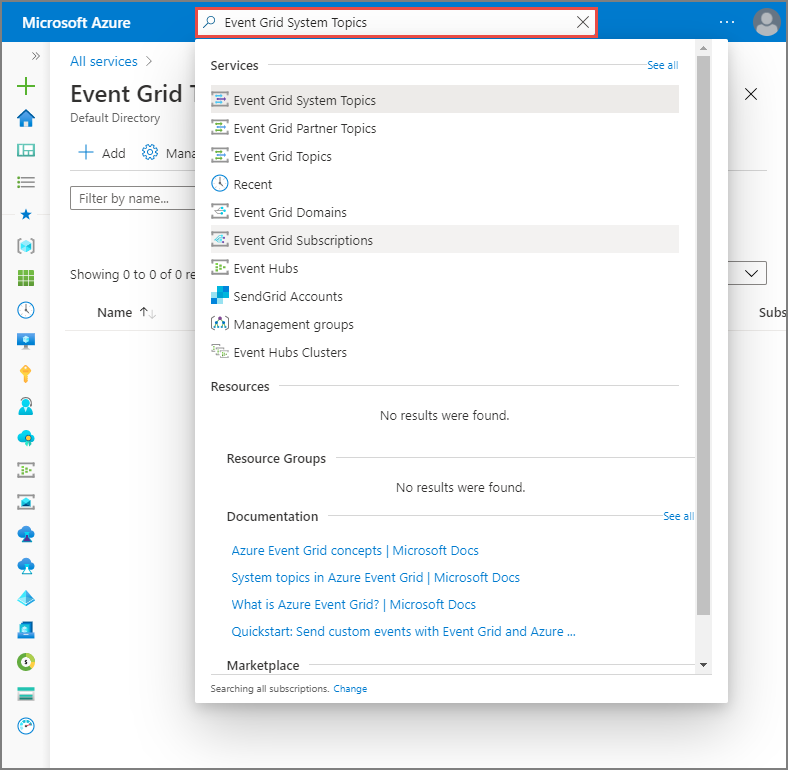 Microsoft Azure
Event Grid System Topics
All services
Event Grid T
Default Directory
Add
Mana
Filter by name...
Showing 0 to 0 of 0 re
Name
Subs
Services
See all
Event Grid System Topics
Event Grid Partner Topics
Event Grid Topics
Recent
Event Grid Domains
Event Grid Subscriptions
Event Hubs
SendGrid Accounts
Management groups
Event Hubs Clusters
Resources
No results were found.
Resource Groups
No results were found.
Documentation
See all
Azure Event Grid concepts | Microsoft Docs
System topics in Azure Event Grid | Microsoft Docs
What is Azure Event Grid? | Microsoft Docs
Quickstart: Send custom events with Event Grid and Azure ...
Marketplace
Searching all subscriptions. Change